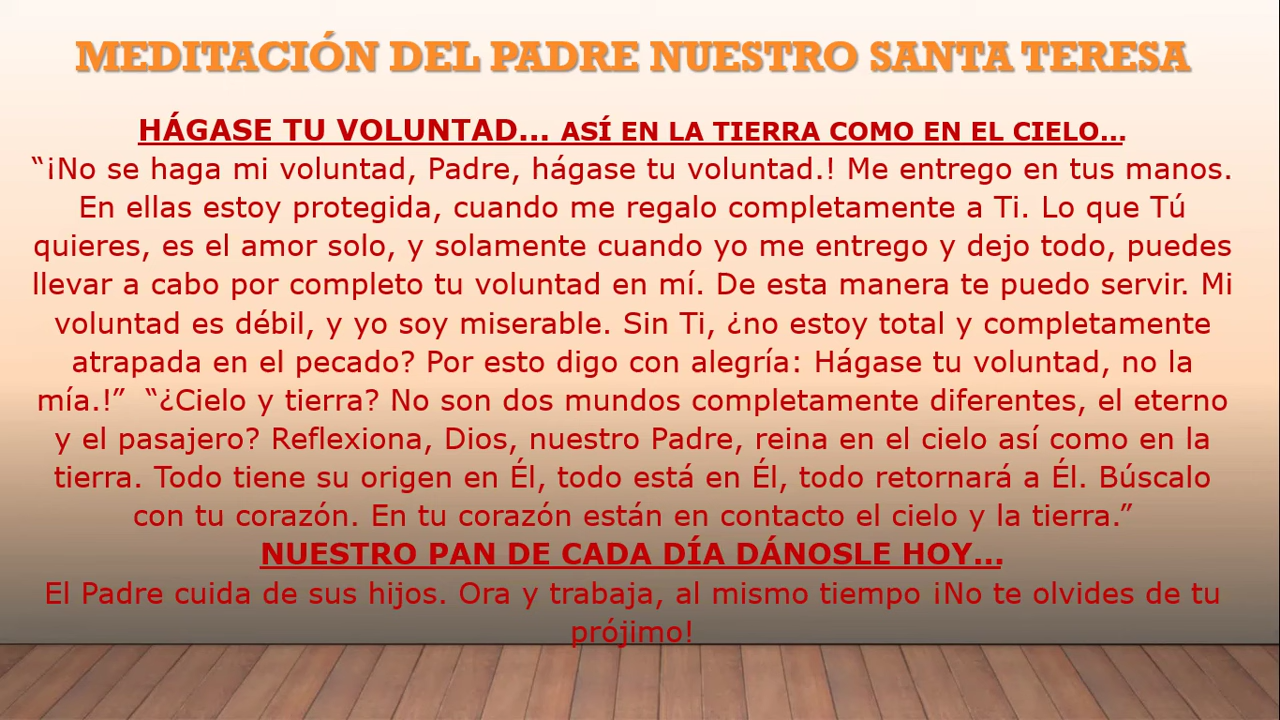 MEDITACIÓN DEL PADRE NUESTRO SANTA TERESA
HÁGASE TU VOLUNTAD... ASÍ EN LA TIERRA COMO EN EL CIELO...
“¡No se haga mi voluntad, Padre, hágase tu voluntad.! Me entrego en tus manos.
En ellas estoy protegida, cuando me regalo completamente a Ti. Lo que Tú
quieres, es el amor solo, y solamente cuando yo me entrego y dejo todo, puedes
llevar a cabo por completo tu voluntad en mí. De esta manera te puedo servir. Mi
voluntad es débil, y yo soy miserable. Sin Ti, ¿no estoy total y completamente
atrapada en el pecado? Por esto digo con alegría: Hágase tu voluntad, no la
mía.!” “¿Cielo y tierra? No son dos mundos completamente diferentes, el eterno
y el pasajero? Reflexiona, Dios, nuestro Padre, reina en el cielo así como en la
tierra. Todo tiene su origen en Él, todo está en Él, todo retornará a Él. Búscalo
con tu corazón. En tu corazón están en contacto el cielo y la tierra.”
NUESTRO PAN DE CADA DÍA DÁNOSLE HOY...
El Padre cuida de sus hijos. Ora y trabaja, al mismo tiempo ¡No te olvides de tu
prójimo!